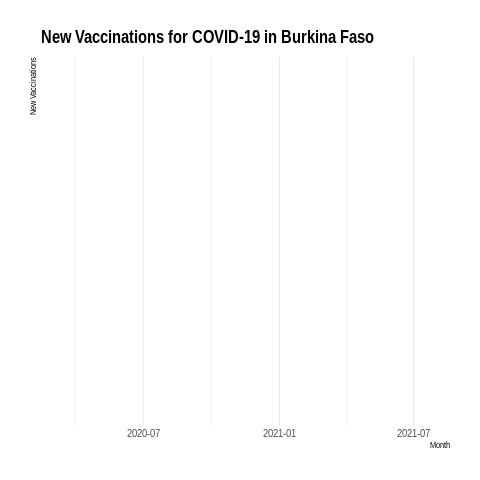 New Vaccinations for COVID-19 in Burkina Faso
New Vaccinations
2020-07
2021-01
2021-07
Month